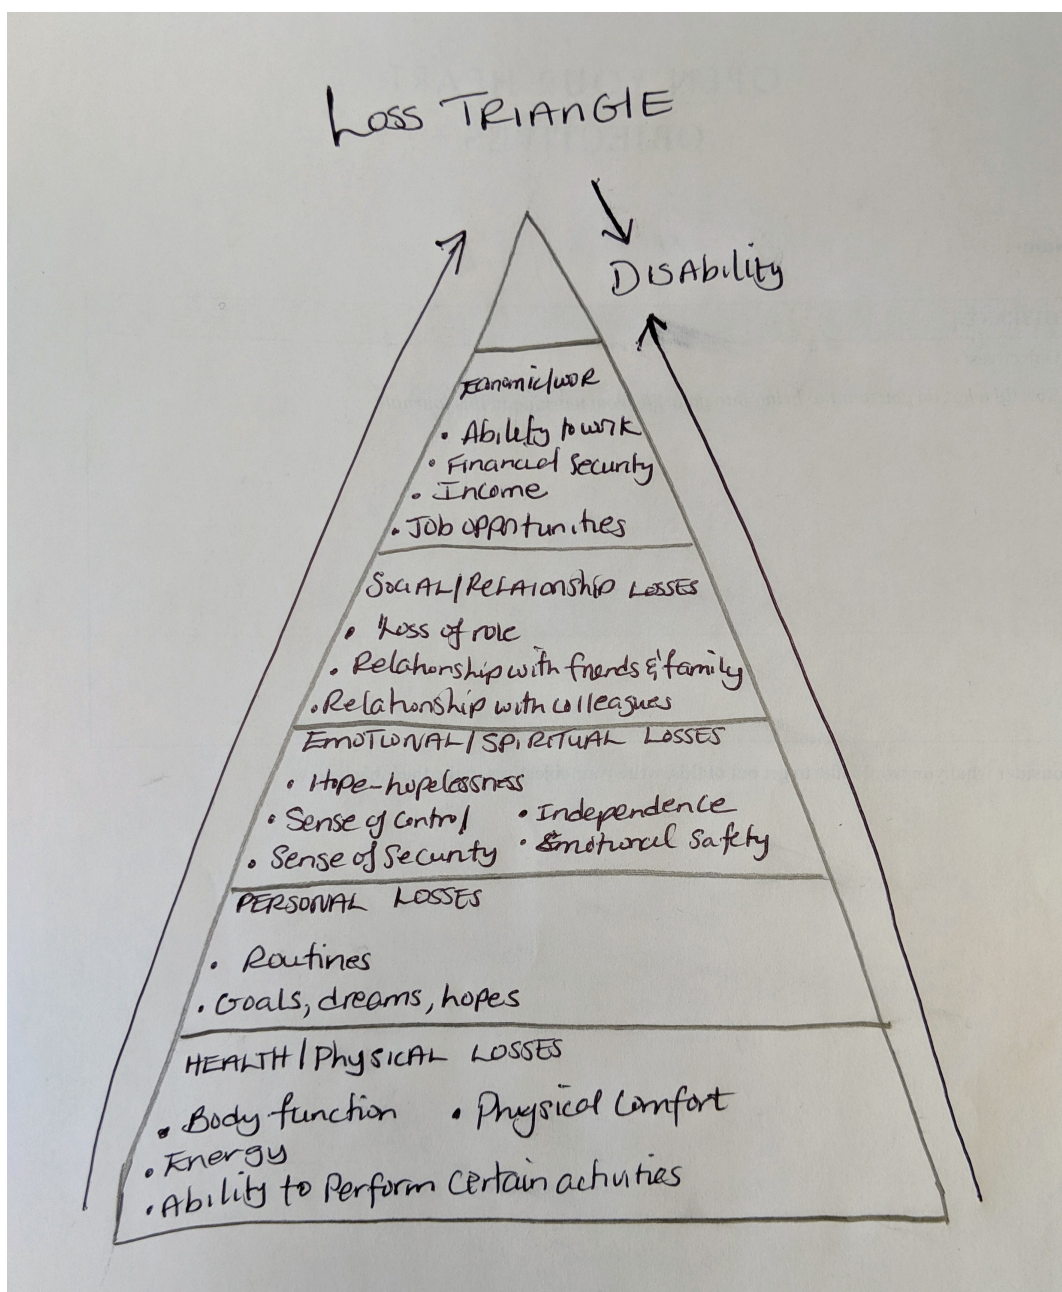 Loss TRIANGLE
DISAbility
Economic/wor
• Ability to work
• Financial Security
• Income
• Job opportunities
SOCIAL/RELATIONSHIP LOSSES
• Loss of role
• Relationship with friends & family
• Relationship with colleagues
EMOTIONAL/SPIRITUAL LOSSES
• Hope-hopelessness
• Sense of control • Independence
• Sense of Security • Emotional Safety
PERSONAL LOSSES
• Routines
• Goals, dreams, hopes
HEALTH/PhysICAL LOSSES
• Body function • Physical Comfort
• Energy
• Ability to Perform Certain activities